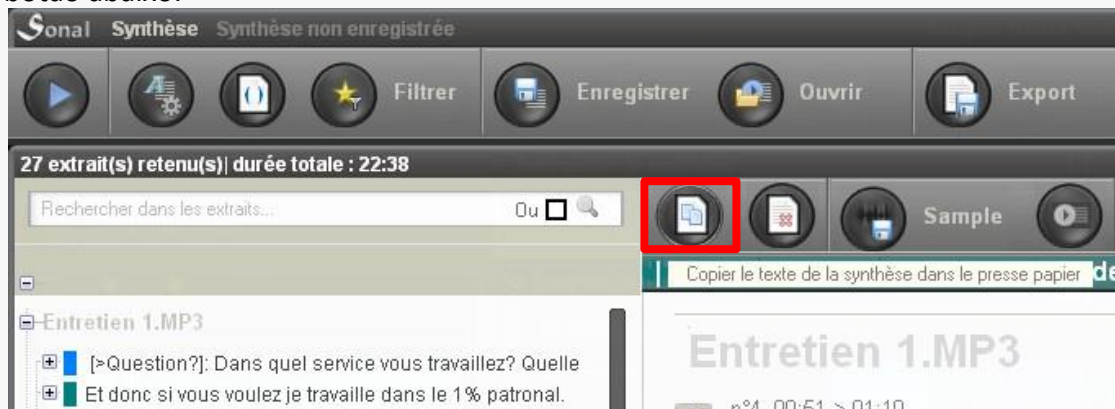 Sonal Synthèse Synthèse non enregistrée
Filtrer Enregistrer Ouvrir Export
27 extrait(s) retenu(s)| durée totale : 22:38
Rechercher dans les extraits... Ou
Sample
Copier le texte de la synthèse dans le presse papier de
Entretien 1.MP3
[>Question?]: Dans quel service vous travaillez? Quelle
Et donc si vous voulez je travaille dans le 1% patronal.
Entretien 1.MP3
n°4 00:51 > 01:10